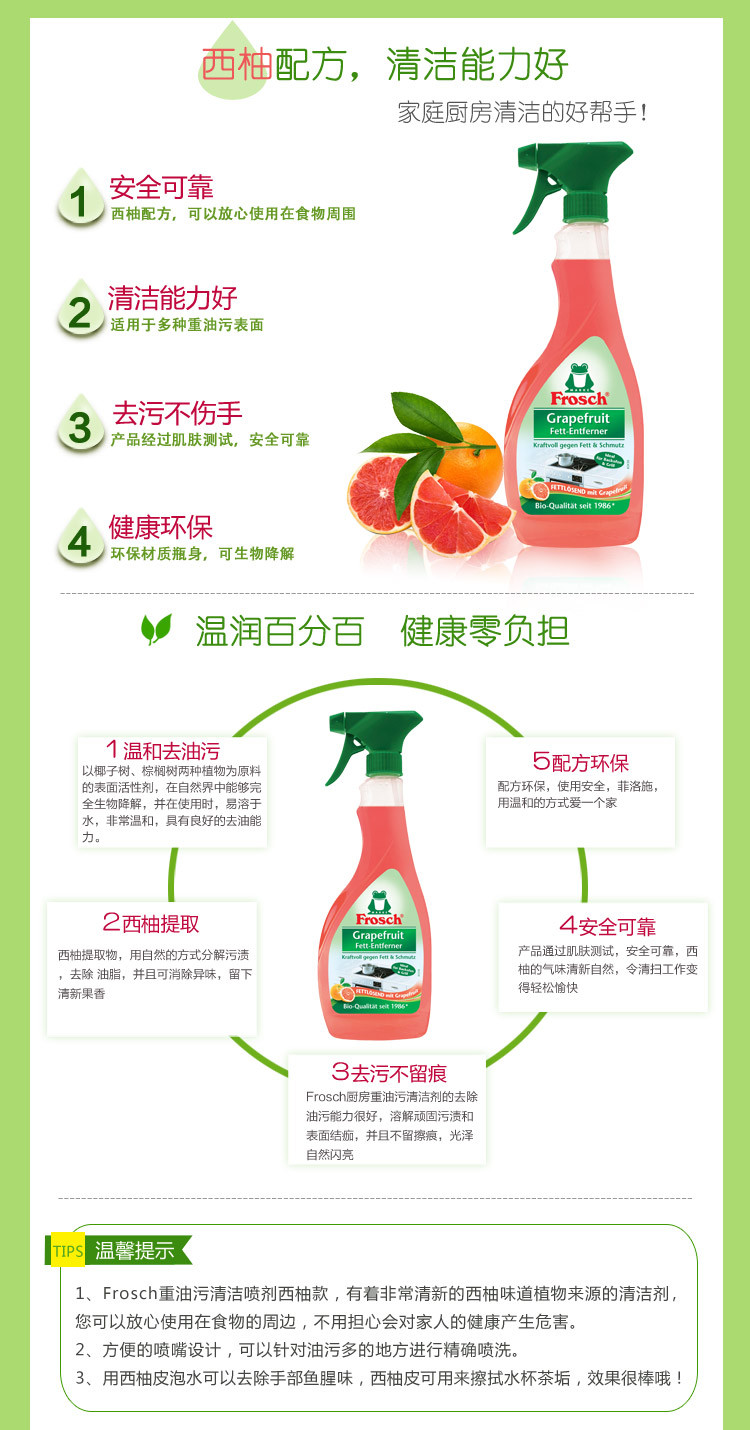 西柚配方，清洁能力好
家庭厨房清洁的好帮手！
1 安全可靠
西柚配方，可以放心使用在食物周围
2 清洁能力好
适用于多种重油污表面
3 去污不伤手
产品经过肌肤测试，安全可靠
4 健康环保
环保材质瓶身，可生物降解
Frosch
Grapefruit
Fett-Entferner
Kraftvoll gegen Fett & Schmutz
Ideal
für Backofen
& Grill
FETTLÖSEND mit Grapefruit
Bio-Qualität seit 1986*
温润百分百 健康零负担
1温和去油污
以椰子树、棕榈树两种植物为原料
的表面活性剂，在自然界中能够完
全生物降解，并在使用时，易溶于
水，非常温和，具有良好的去油能
力。
2西柚提取
西柚提取物，用自然的方式分解污渍
，去除 油脂，并且可消除异味，留下
清新果香
3去污不留痕
Frosch厨房重油污清洁剂的去除
油污能力很好，溶解顽固污渍和
表面结痂，并且不留擦痕，光泽
自然闪亮
4安全可靠
产品通过肌肤测试，安全可靠，西
柚的气味清新自然，令清扫工作变
得轻松愉快
5配方环保
配方环保，使用安全，菲洛施，
用温和的方式爱一个家
Frosch
Grapefruit
Fett-Entferner
Kraftvoll gegen Fett & Schmutz
Ideal
für Backofen
& Grill
FETTLÖSEND mit Grapefruit
Bio-Qualität seit 1986*
TIPS 温馨提示
1、Frosch重油污清洁喷剂西柚款，有着非常清新的西柚味道植物来源的清洁剂，
您可以放心使用在食物的周边，不用担心会对家人的健康产生危害。
2、方便的喷嘴设计，可以针对油污多的地方进行精确喷洗。
3、用西柚皮泡水可以去除手部鱼腥味，西柚皮可用来擦拭水杯茶垢，效果很棒哦！